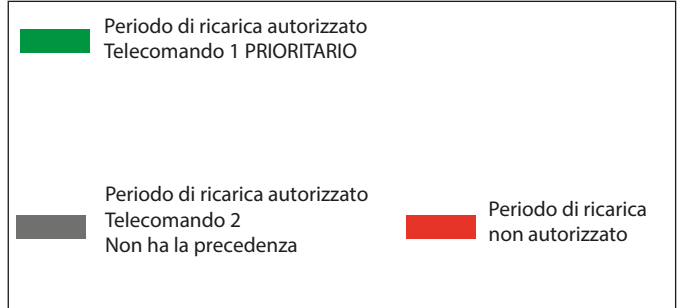 Periodo di ricarica autorizzato
Telecomando 1 PRIORITARIO
Periodo di ricarica autorizzato
Telecomando 2
Non ha la precedenza
Periodo di ricarica
non autorizzato